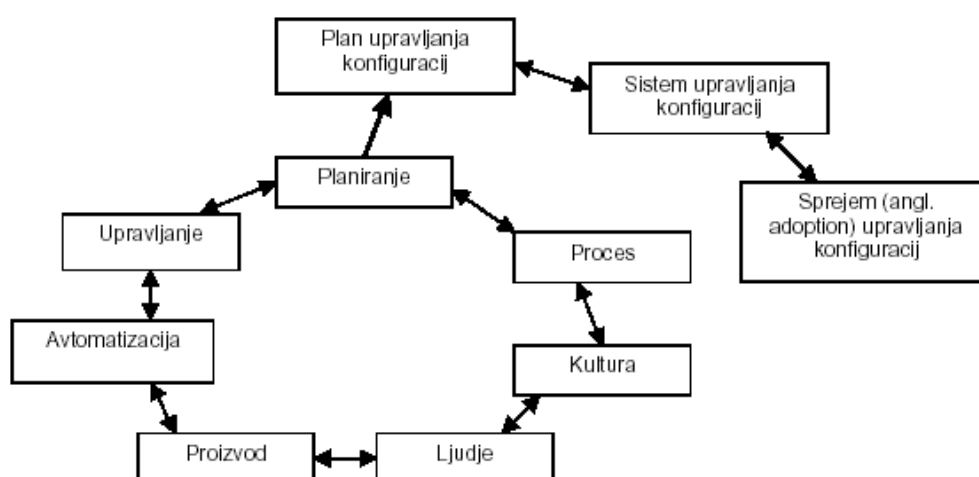 Plan upravljanja
konfiguracij
Sistem upravljanja
konfiguracij
Planiranje
Sprejem (angl.
adoption) upravljanja
konfiguracij
Upravljanje
Proces
Avtomatizacija
Kultura
Proizvod
Ljudje